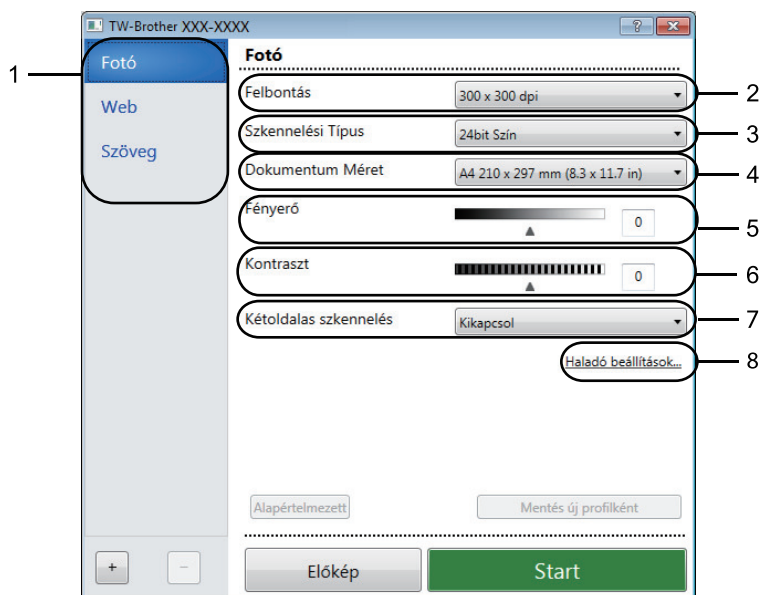 TW-Brother XXX-XXXX
?
1
Fotó
Web
Szöveg
Fotó
Felbontás 300 x 300 dpi 2
Szkennelési Típus 24bit Szín 3
Dokumentum Méret A4 210 x 297 mm (8.3 x 11.7 in) 4
Fényerő 0 5
Kontraszt 0 6
Kétoldalas szkennelés Kikapcsol 7
Haladó beállítások... 8
Alapértelmezett Mentés új profilként
+ − Előkép Start